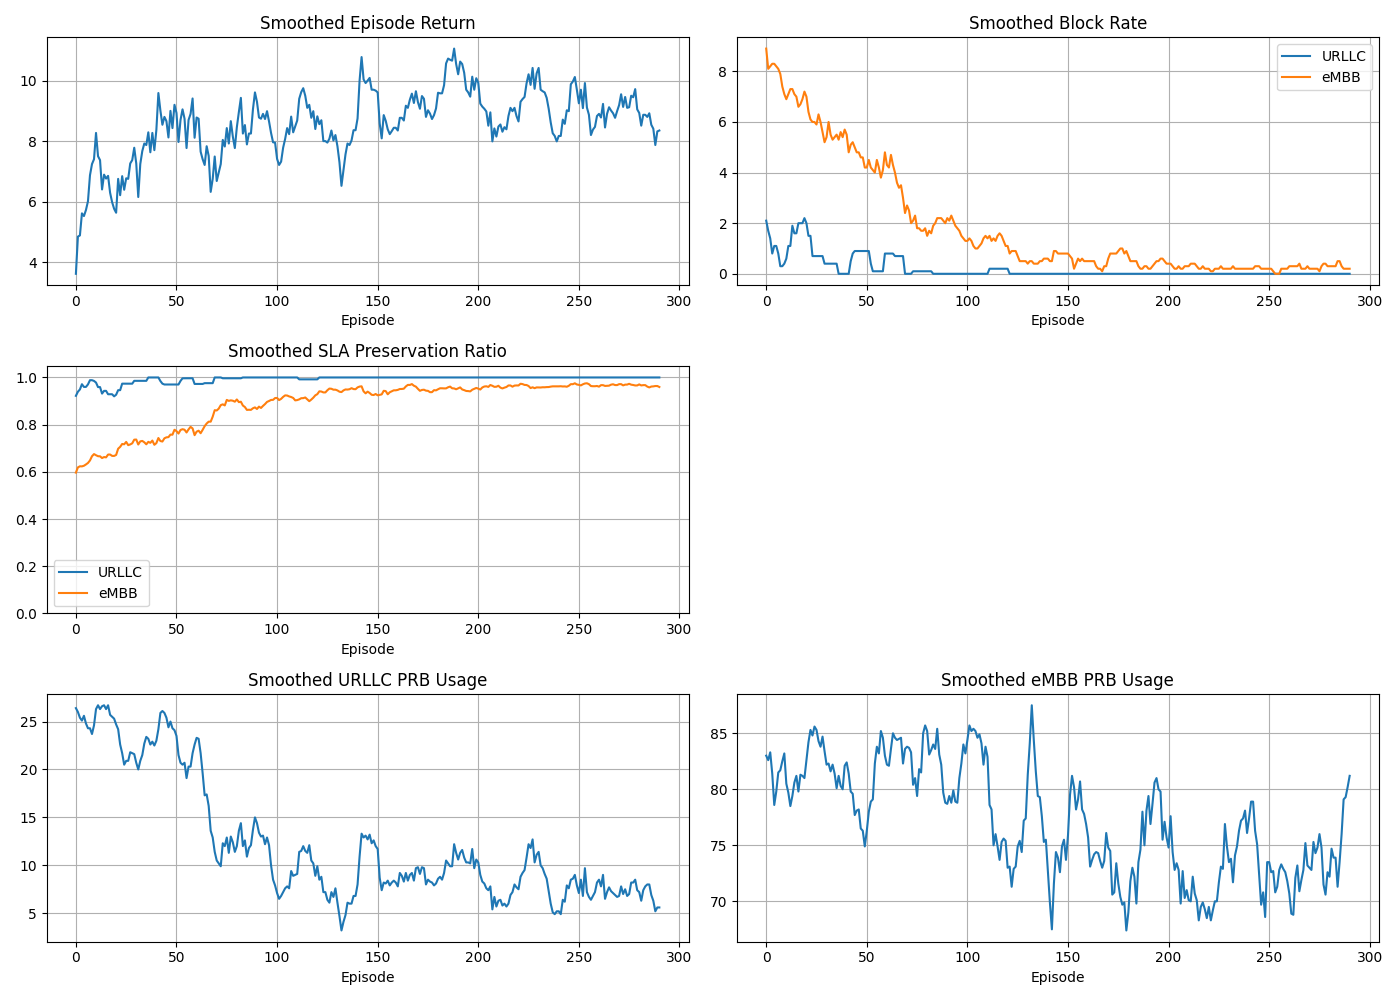 Smoothed Episode Return
10
8
6
4
0 50 100 150 200 250 300
Episode
Smoothed Block Rate
8
6
4
2
0
URLLC
eMBB
0 50 100 150 200 250 300
Episode
Smoothed SLA Preservation Ratio
1.0
0.8
0.6
0.4
0.2
0.0
URLLC
eMBB
0 50 100 150 200 250 300
Episode
Smoothed URLLC PRB Usage
25
20
15
10
5
0 50 100 150 200 250 300
Episode
Smoothed eMBB PRB Usage
85
80
75
70
0 50 100 150 200 250 300
Episode